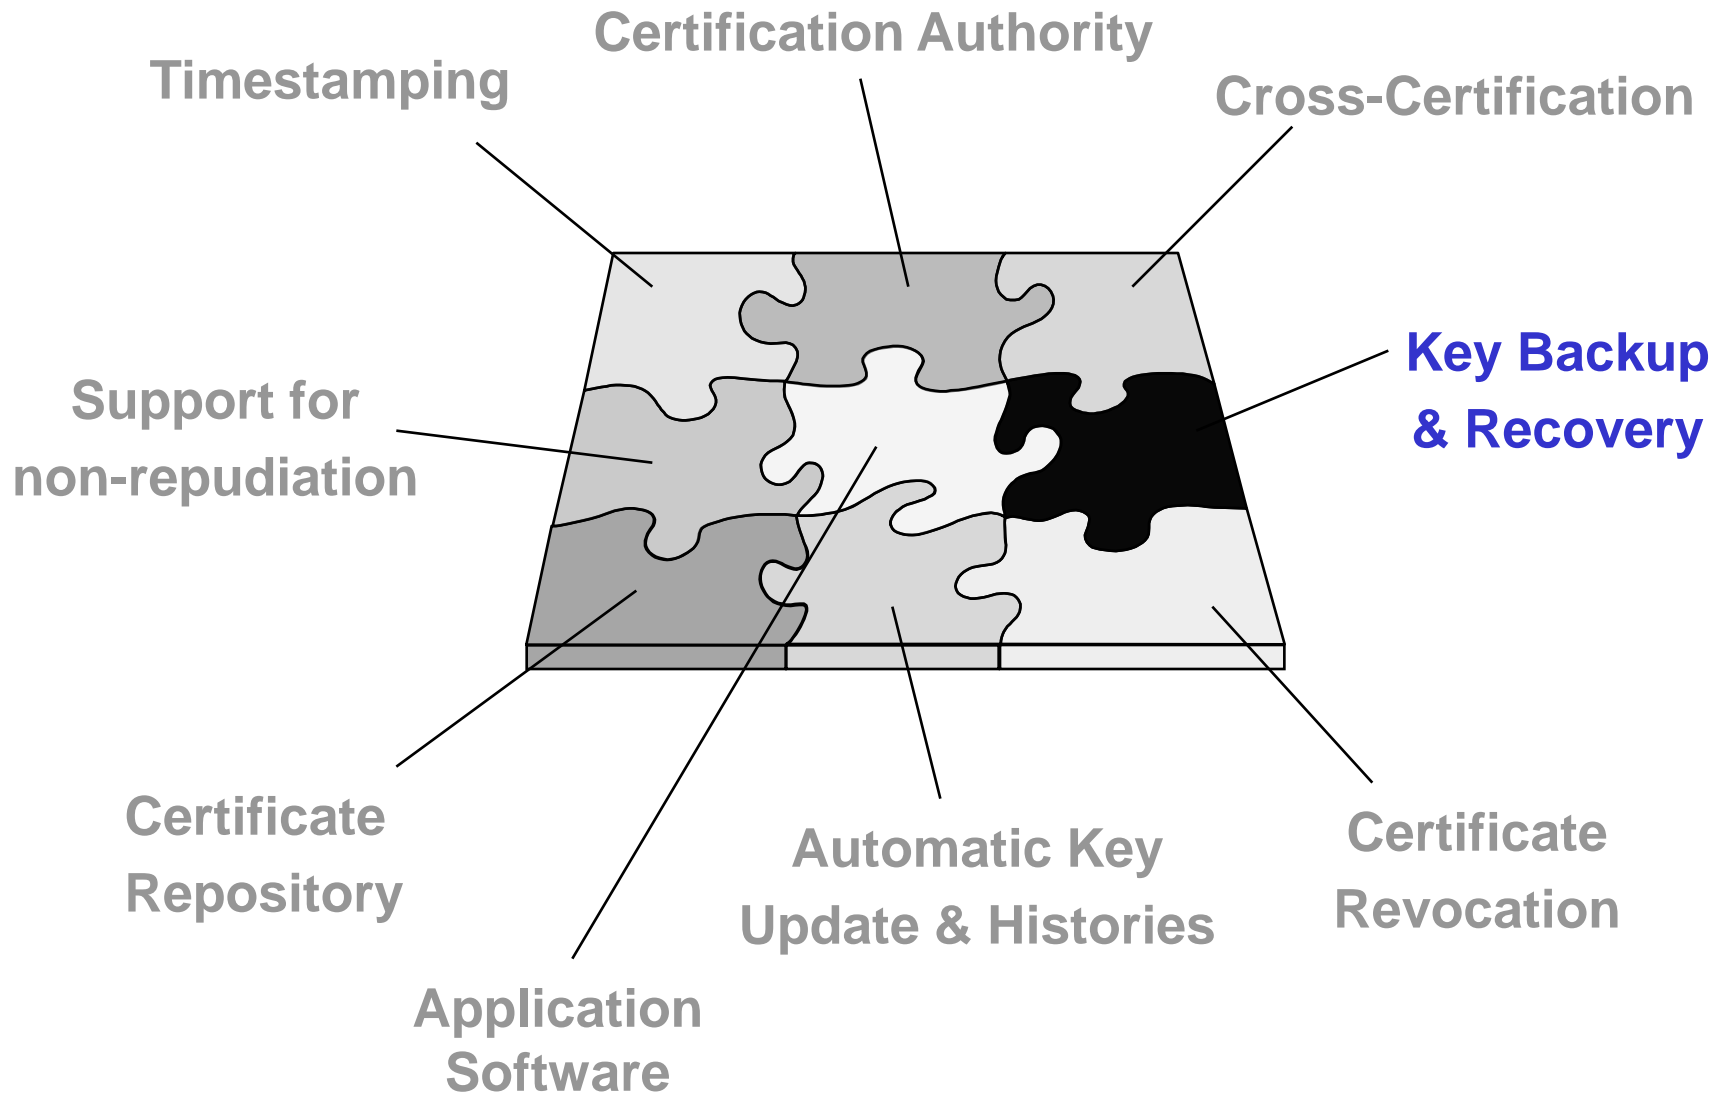 Certification Authority
Timestamping
Cross-Certification
Key Backup
& Recovery
Support for
non-repudiation
Certificate
Repository
Automatic Key
Update & Histories
Certificate
Revocation
Application
Software